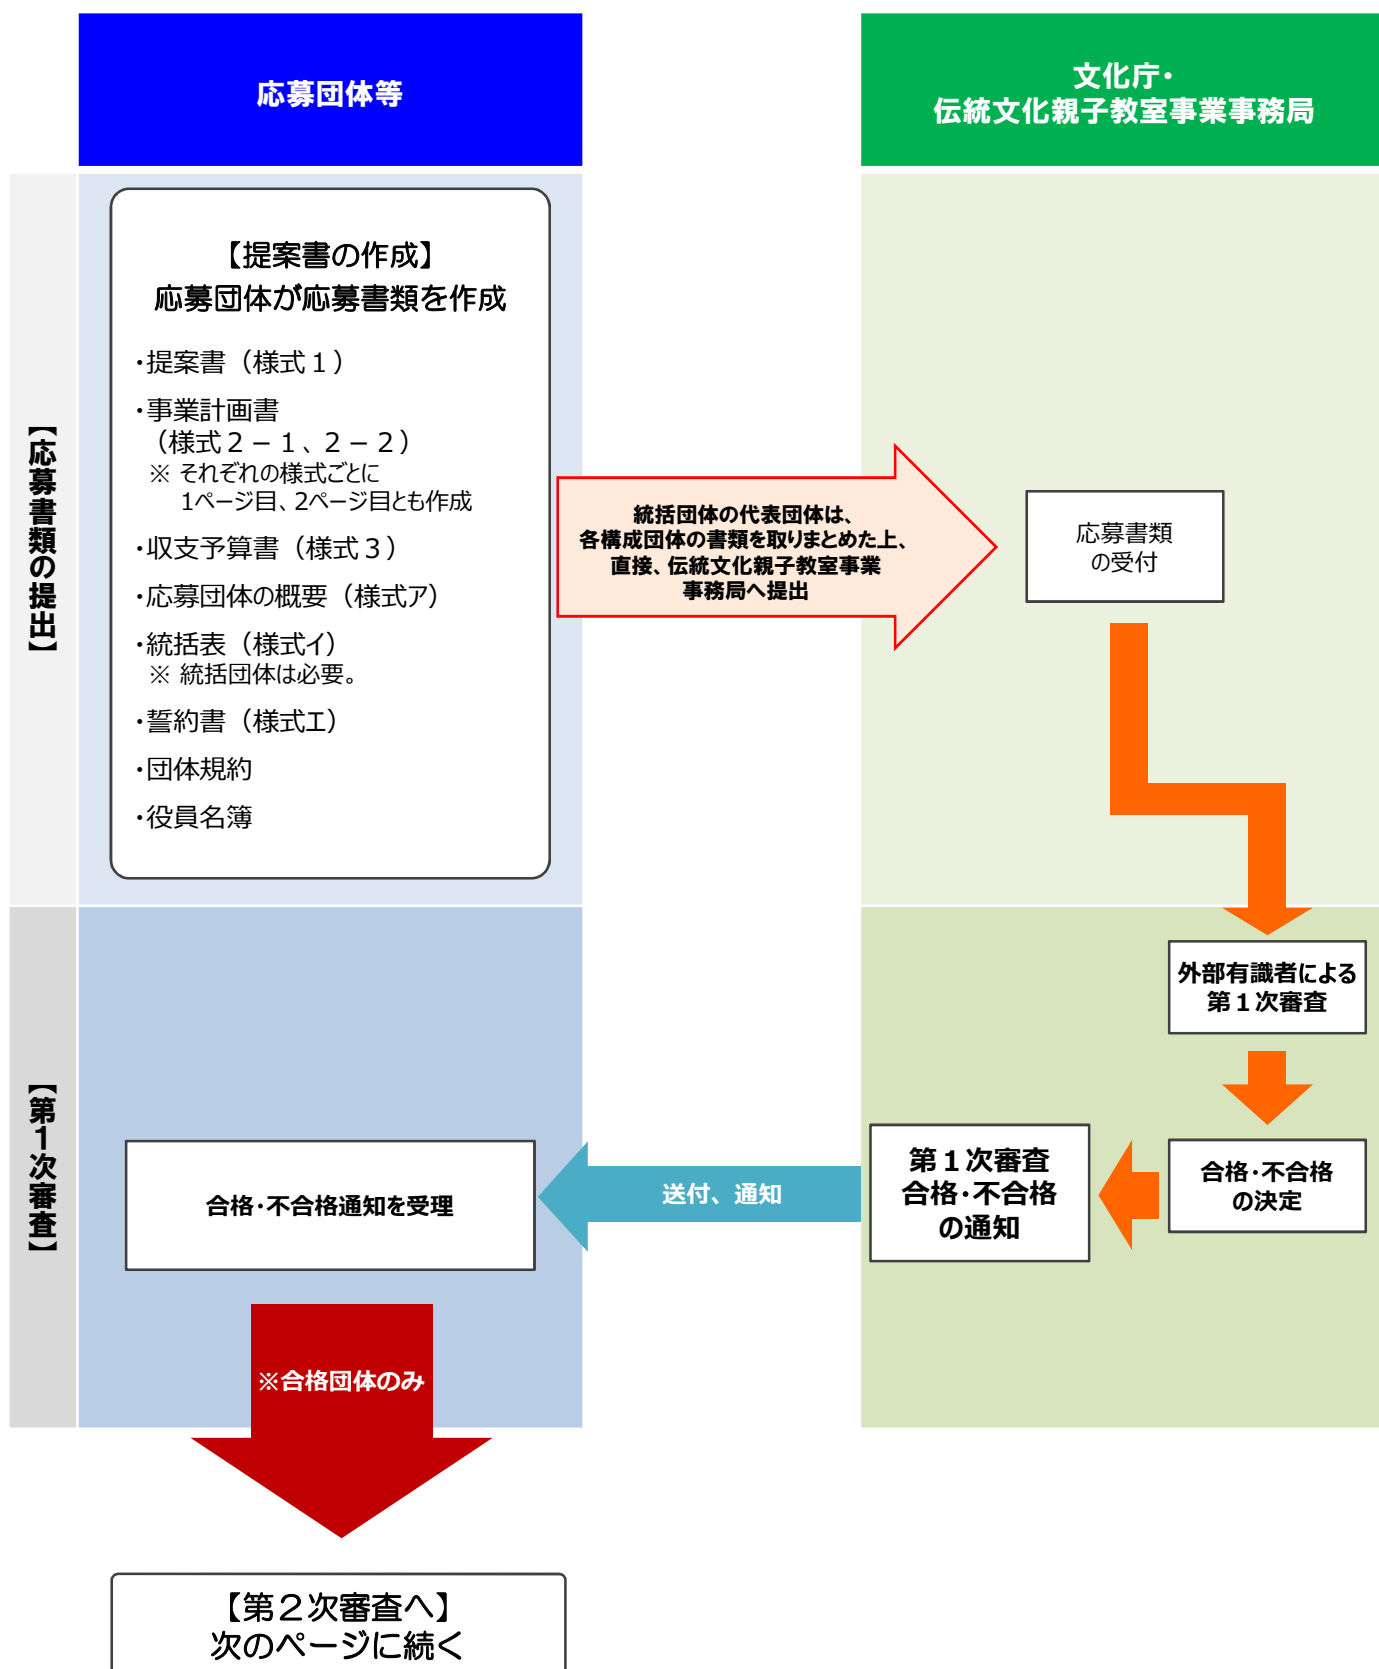 応募団体等
文化庁・
伝統文化親子教室事業事務局
【応募書類の提出】
【提案書の作成】
応募団体が応募書類を作成
・提案書（様式１）
・事業計画書
（様式２－１、２－２）
※ それぞれの様式ごとに
1ページ目、2ページ目とも作成
・収支予算書（様式３）
・応募団体の概要（様式ア）
・統括表（様式イ）
※ 統括団体は必要。
・誓約書（様式エ）
・団体規約
・役員名簿
統括団体の代表団体は、
各構成団体の書類を取りまとめた上、
直接、伝統文化親子教室事業
事務局へ提出
応募書類
の受付
【第１次審査】
外部有識者による
第１次審査
合格・不合格
の決定
第１次審査
合格・不合格
の通知
送付、通知
合格・不合格通知を受理
※合格団体のみ
【第２次審査へ】
次のページに続く